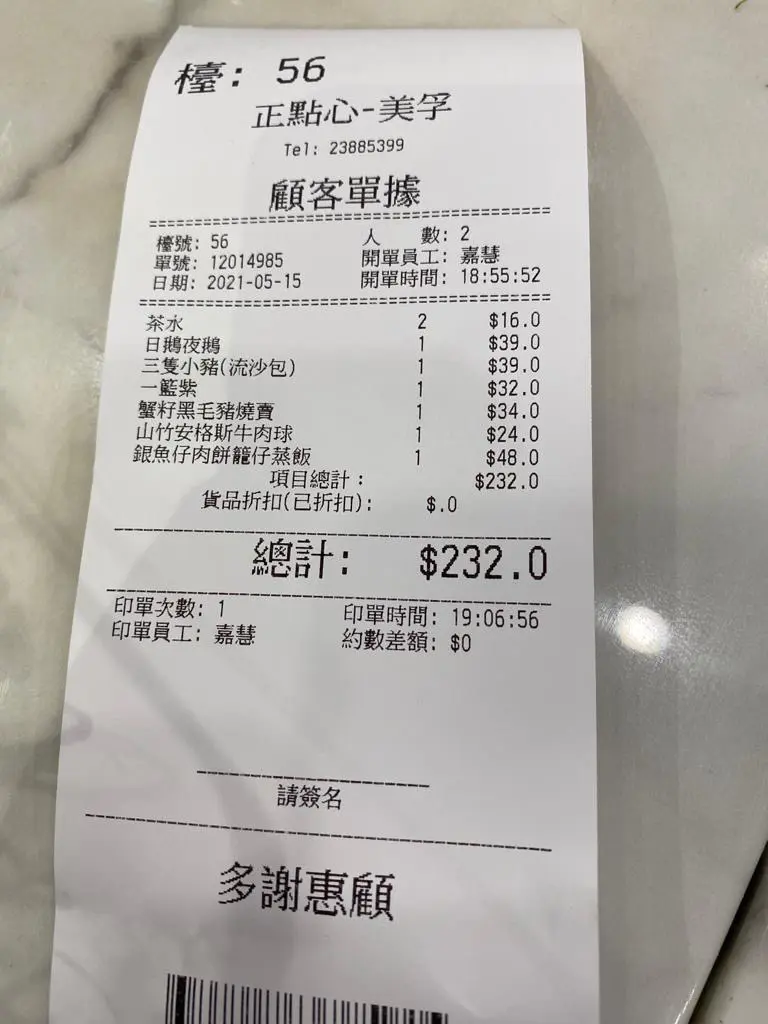 檯: 56
正點心-美孚
Tel: 23885399
顧客單據
檯號: 56 人 數: 2
單號: 12014985 開單員工: 嘉慧
日期: 2021-05-15 開單時間: 18:55:52
茶水 2 $16.0
日鵝夜鵝 1 $39.0
三隻小豬(流沙包) 1 $39.0
一籃紫 1 $32.0
蟹籽黑毛豬燒賣 1 $34.0
山竹安格斯牛肉球 1 $24.0
銀魚仔肉餅籠仔蒸飯 1 $48.0
項目總計: $232.0
貨品折扣(已折扣): $.0
總計: $232.0
印單次數: 1 印單時間: 19:06:56
印單員工: 嘉慧 約數差額: $0
請簽名
多謝惠顧